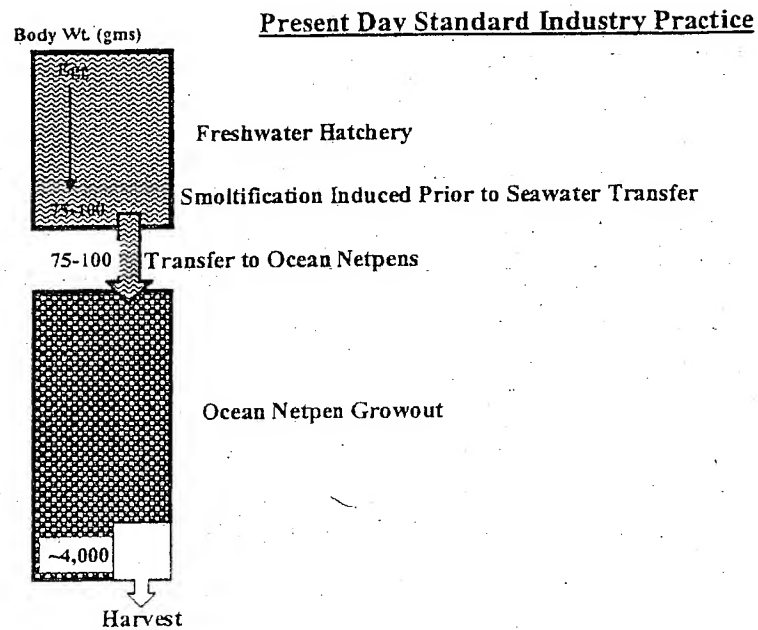 Present Day Standard Industry Practice
Body Wt. (gms)
Egg
Freshwater Hatchery
Smoltification Induced Prior to Seawater Transfer
75-100
75-100 Transfer to Ocean Netpens
Ocean Netpen Growout
~4,000
Harvest